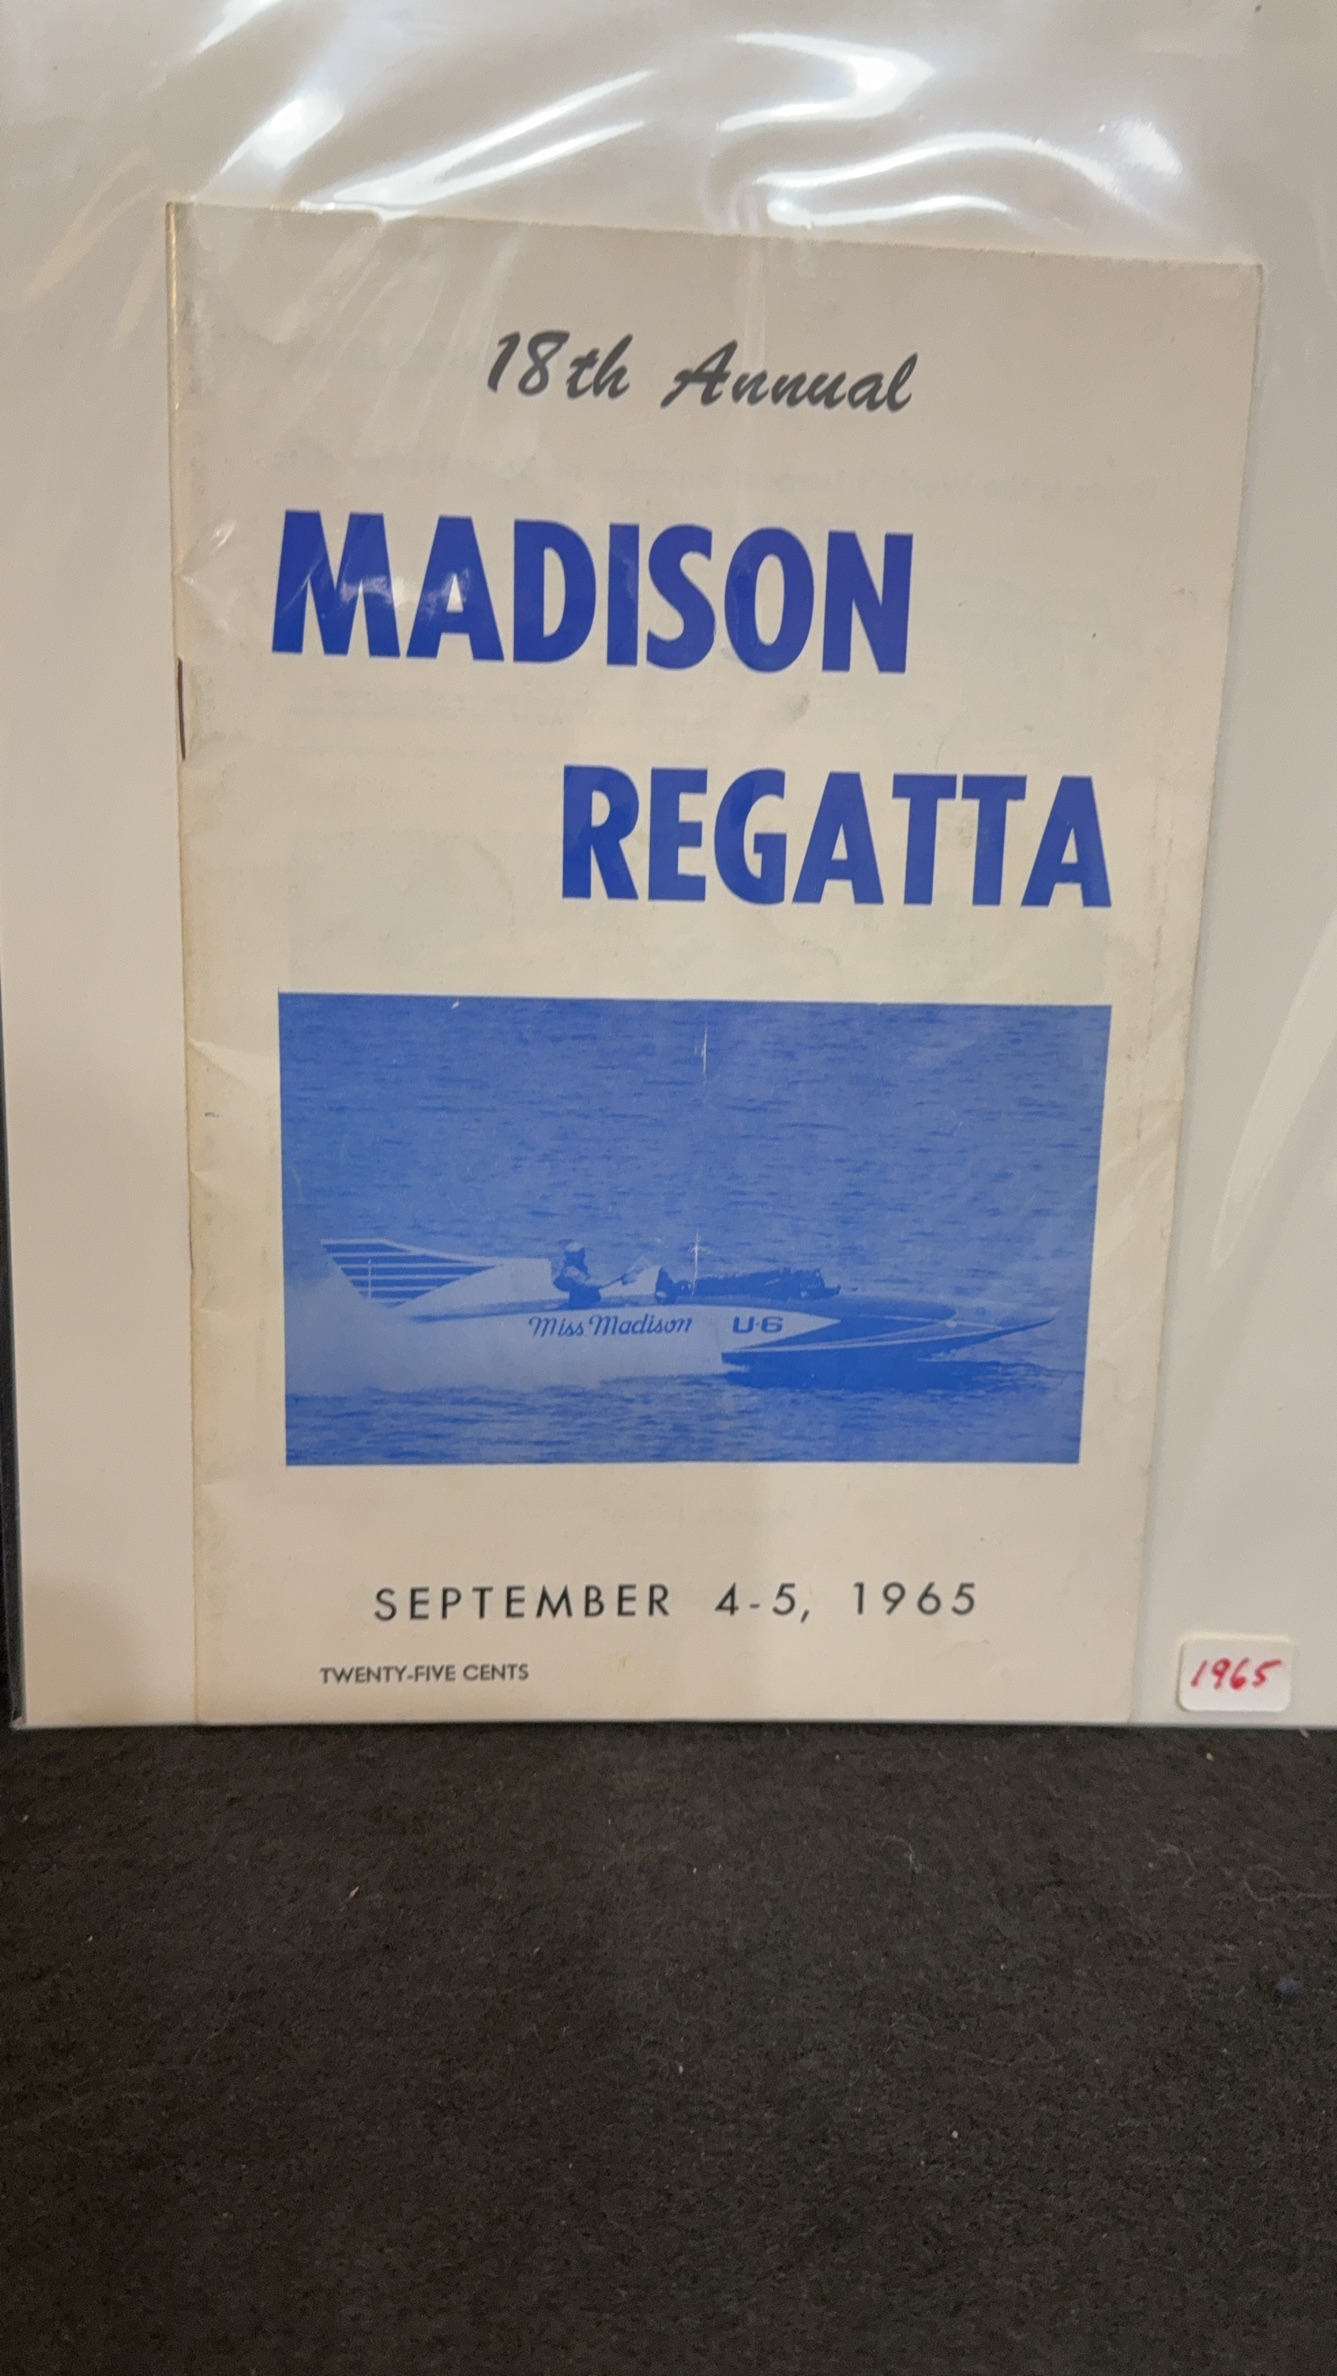 18th Annual
MADISON
REGATTA
Miss Madison U-6
SEPTEMBER 4-5, 1965
TWENTY-FIVE CENTS
1965